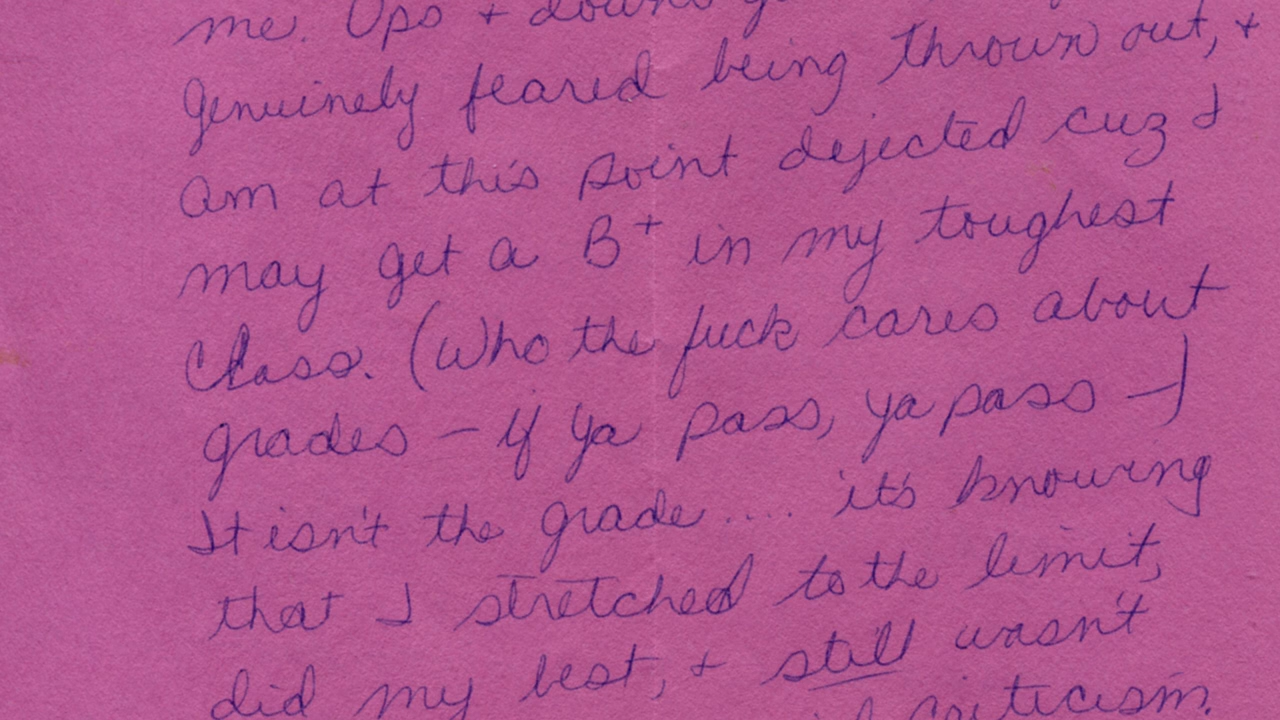 me. Ups + downs
Genuinely feared being thrown out, +
am at this point dejected cuz I
may get a B+ in my toughest
Class. (Who the fuck cares about
grades – if ya pass, ya pass –)
It isn't the grade.... it's knowing
that I stretched to the limit,
did my best, + still wasn't
criticism.